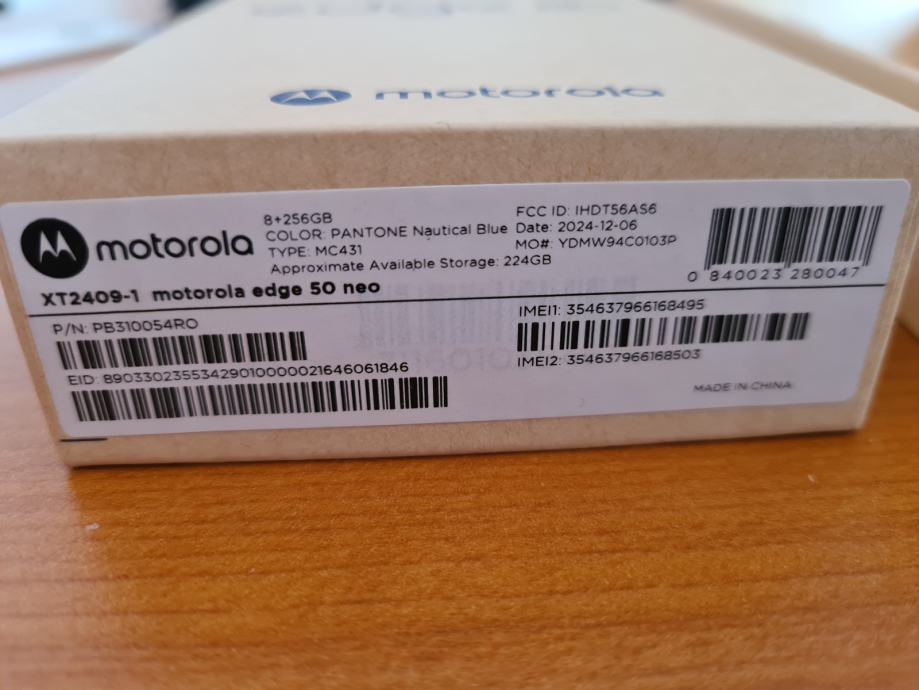 motorola
motorola
8+256GB
COLOR: PANTONE Nautical Blue
TYPE: MC431
Approximate Available Storage: 224GB
FCC ID: IHDT56AS6
Date: 2024-12-06
MO#: YDMW94C0103P
0 840023 280047
XT2409-1 motorola edge 50 neo
P/N: PB310054RO
EID: 89033023553429010000021646061846
IMEI1: 354637966168495
IMEI2: 354637966168503
MADE IN CHINA